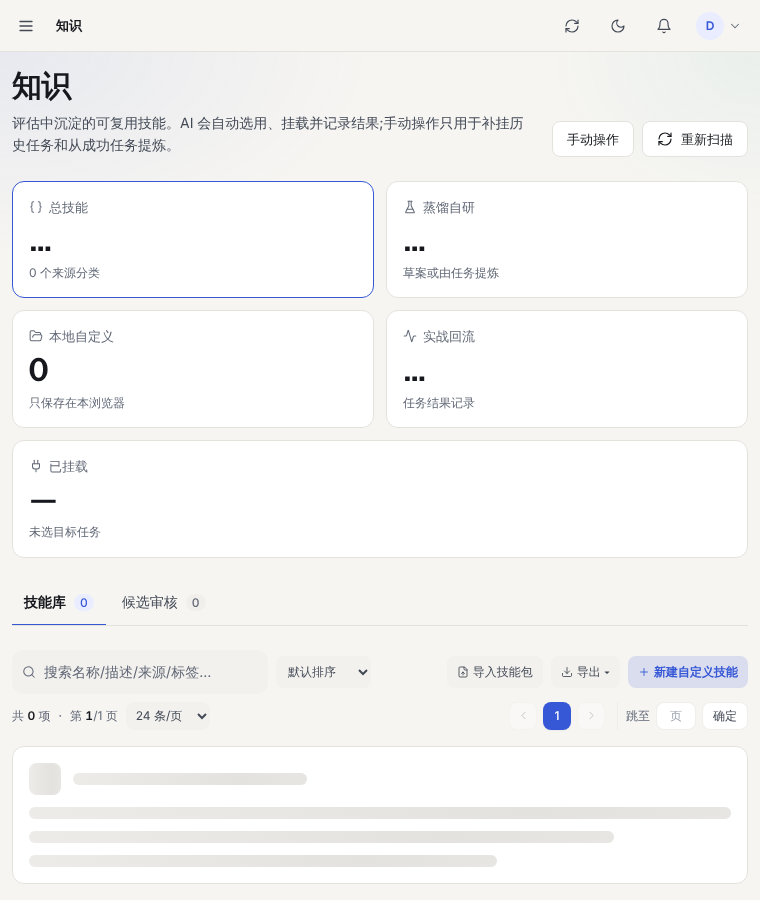 知识
D
知识
评估中沉淀的可复用技能。AI 会自动选用、挂载并记录结果;手动操作只用于补挂历
史任务和从成功任务提炼。
手动操作
重新扫描
总技能
...
0 个来源分类
蒸馏自研
...
草案或由任务提炼
本地自定义
0
只保存在本浏览器
实战回流
...
任务结果记录
已挂载
—
未选目标任务
技能库 0
候选审核 0
搜索名称/描述/来源/标签...
默认排序
导入技能包
导出
新建自定义技能
共 0 项 · 第 1/1 页
24 条/页
1
跳至
页
确定